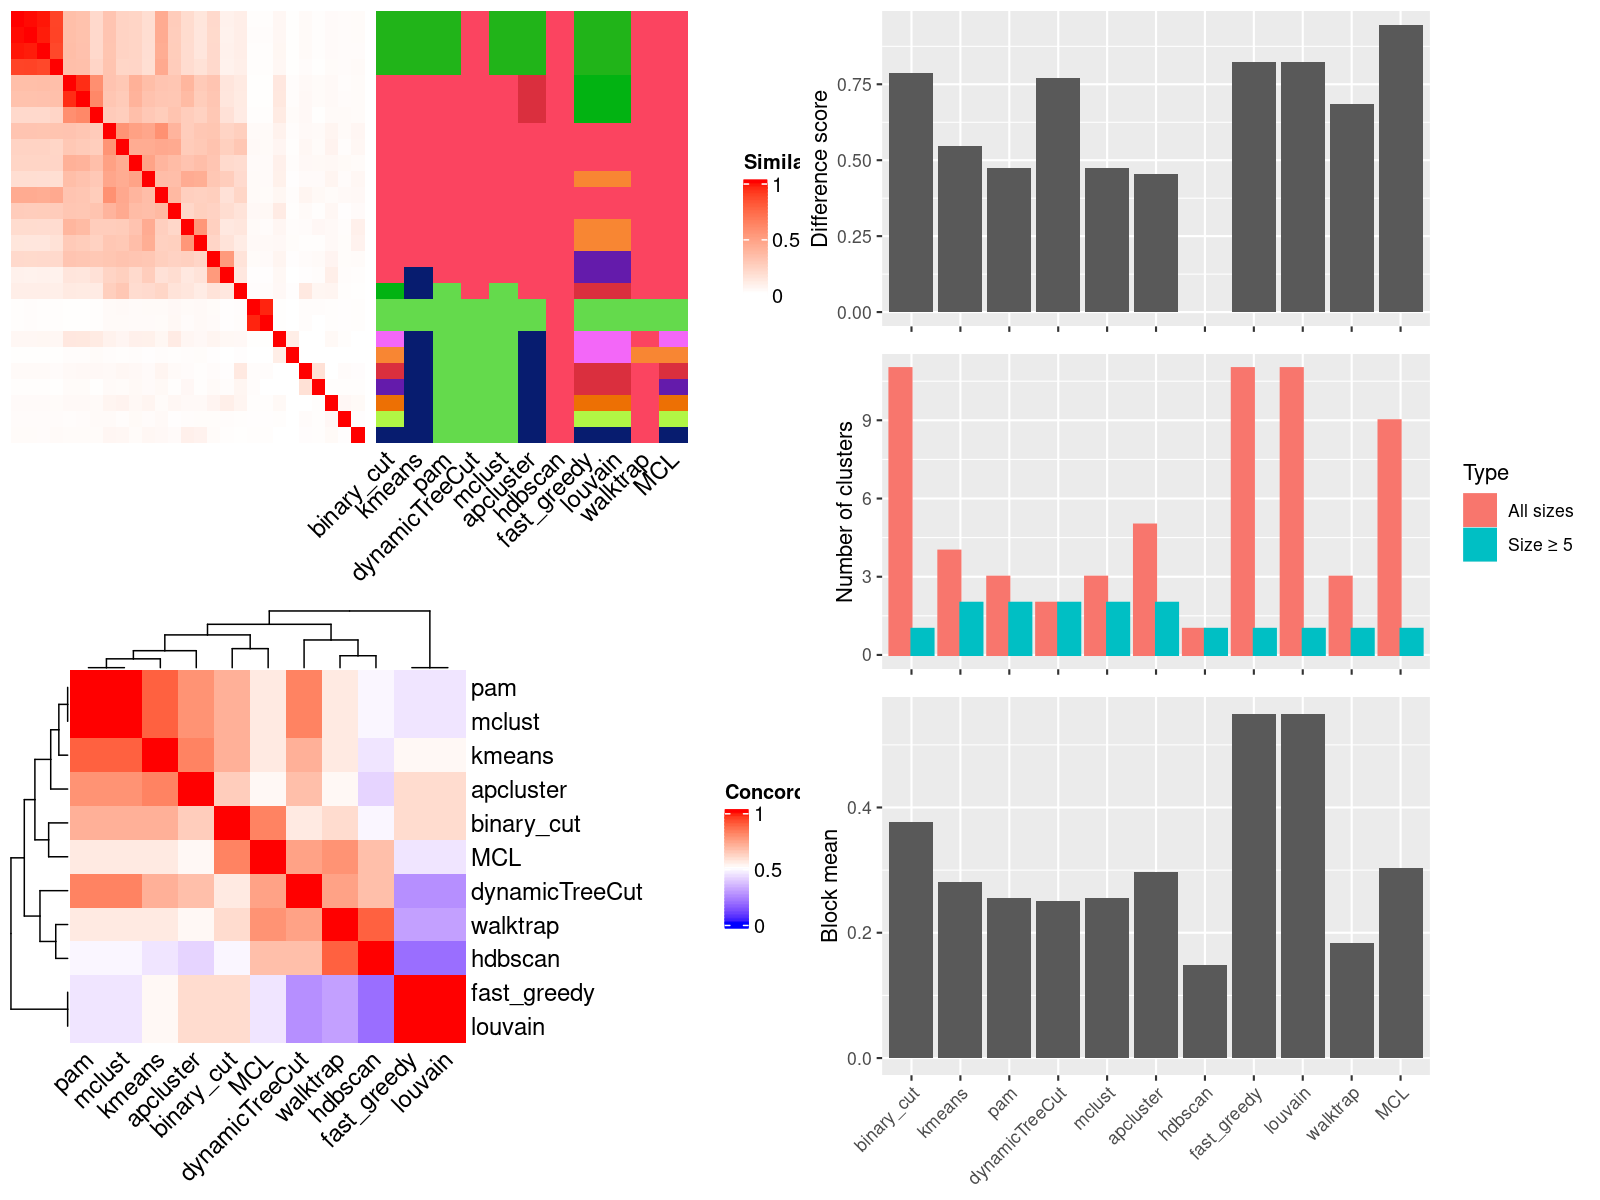 Simila
1
0.5
0
binary_cut
kmeans
pam
dynamicTreeCut
mclust
apcluster
hdbscan
fast_greedy
louvain
walktrap
MCL
pam
mclust
kmeans
apcluster
binary_cut
MCL
dynamicTreeCut
walktrap
hdbscan
fast_greedy
louvain
pam
mclust
kmeans
apcluster
binary_cut
MCL
dynamicTreeCut
walktrap
hdbscan
fast_greedy
louvain
Concord
1
0.5
0
Difference score
0.75
0.50
0.25
0.00
Number of clusters
9
6
3
0
Type
All sizes
Size ≥ 5
Block mean
0.4
0.2
0.0
binary_cut
kmeans
pam
dynamicTreeCut
mclust
apcluster
hdbscan
fast_greedy
louvain
walktrap
MCL